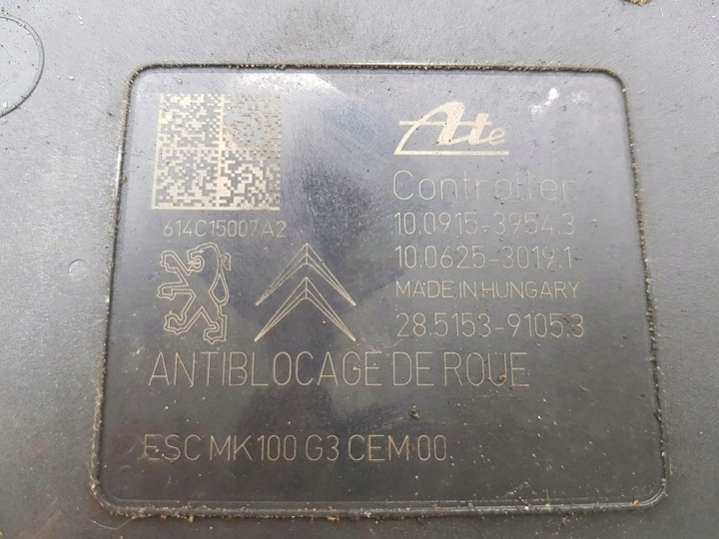 Ate
Controller
614C15007A2
10.0915-3954.3
10.0625-3019.1
MADE IN HUNGARY
28.5153-9105.3
ANTIBLOCAGE DE ROUE
ESC MK100 G3 CEM 00